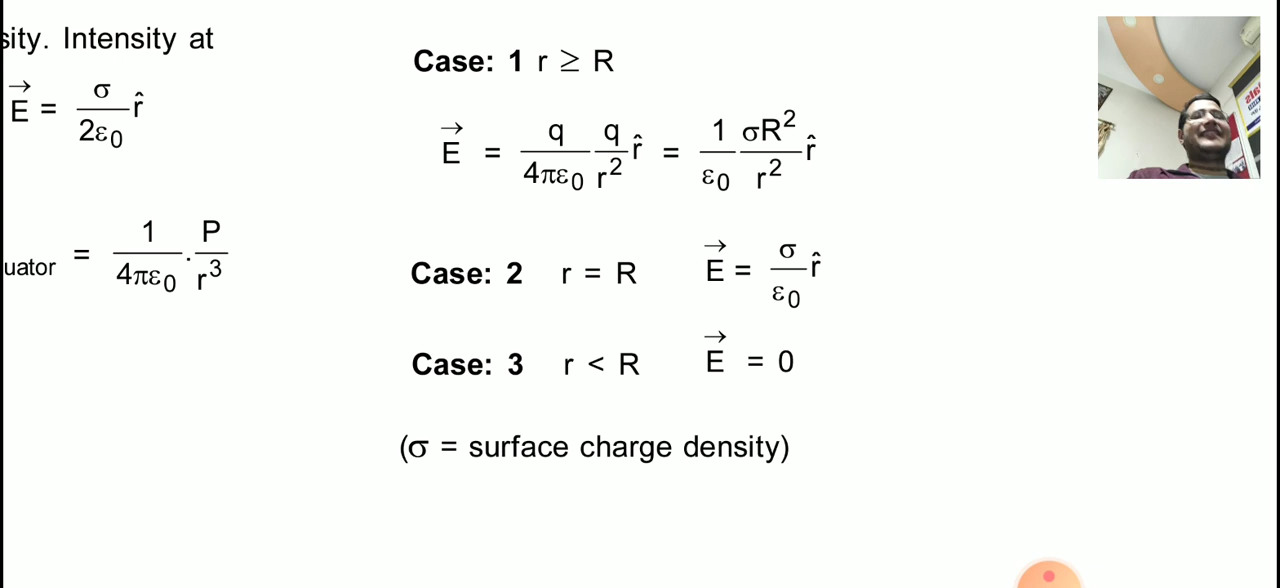 sity. Intensity at
E⃗ = σ/2ε₀ r̂
uator = 1/4πε₀ . P/r³
Case: 1 r ≥ R
E⃗ = q/4πε₀ q/r² r̂ = 1/ε₀ σR²/r² r̂
Case: 2 r = R E⃗ = σ/ε₀ r̂
Case: 3 r < R E⃗ = 0
(σ = surface charge density)